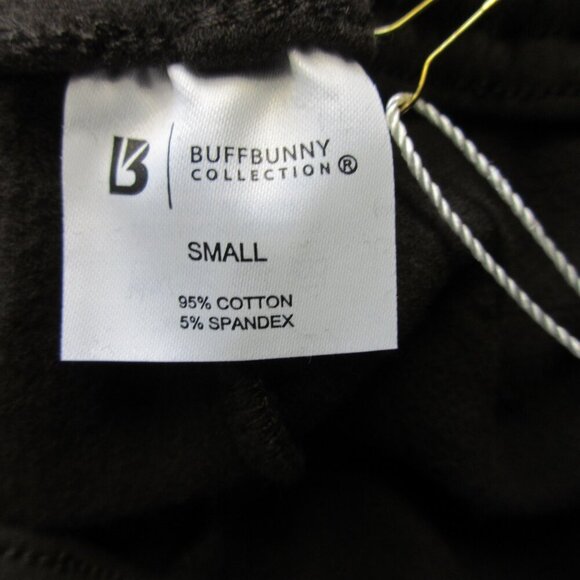 BUFFBUNNY
COLLECTION®
SMALL
95% COTTON
5% SPANDEX